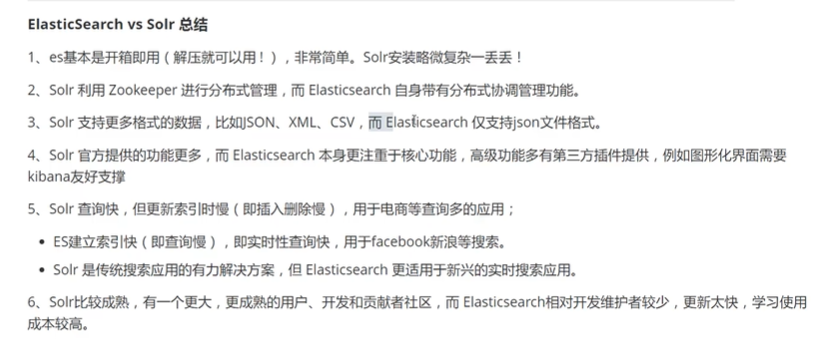 ElasticSearch vs Solr 总结
1、es基本是开箱即用（解压就可以用！），非常简单。Solr安装略微复杂一丢丢！
2、Solr 利用 Zookeeper 进行分布式管理，而 Elasticsearch 自身带有分布式协调管理功能。
3、Solr 支持更多格式的数据，比如JSON、XML、CSV，而 Elasticsearch 仅支持json文件格式。
4、Solr 官方提供的功能更多，而 Elasticsearch 本身更注重于核心功能，高级功能多有第三方插件提供，例如图形化界面需要
kibana友好支撑
5、Solr 查询快，但更新索引时慢（即插入删除慢），用于电商等查询多的应用；
• ES建立索引快（即查询慢），即实时性查询快，用于facebook新浪等搜索。
• Solr 是传统搜索应用的有力解决方案，但 Elasticsearch 更适用于新兴的实时搜索应用。
6、Solr比较成熟，有一个更大，更成熟的用户、开发和贡献者社区，而 Elasticsearch相对开发维护者较少，更新太快，学习使用
成本较高。